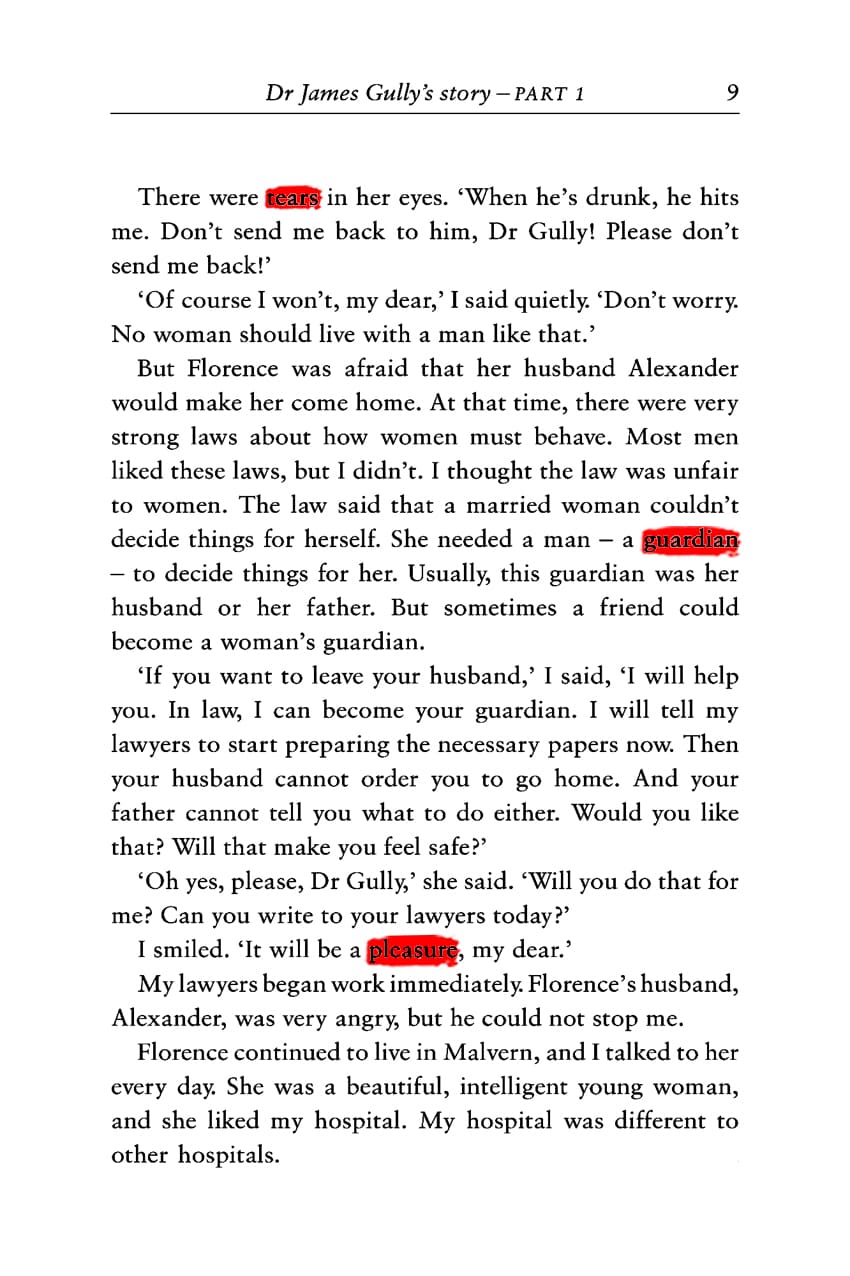 Dr James Gully’s story – PART 1 9
There were tears in her eyes. ‘When he’s drunk, he hits
me. Don’t send me back to him, Dr Gully! Please don’t
send me back!’
‘Of course I won’t, my dear,’ I said quietly. ‘Don’t worry.
No woman should live with a man like that.’
But Florence was afraid that her husband Alexander
would make her come home. At that time, there were very
strong laws about how women must behave. Most men
liked these laws, but I didn’t. I thought the law was unfair
to women. The law said that a married woman couldn’t
decide things for herself. She needed a man – a guardian
– to decide things for her. Usually, this guardian was her
husband or her father. But sometimes a friend could
become a woman’s guardian.
‘If you want to leave your husband,’ I said, ‘I will help
you. In law, I can become your guardian. I will tell my
lawyers to start preparing the necessary papers now. Then
your husband cannot order you to go home. And your
father cannot tell you what to do either. Would you like
that? Will that make you feel safe?’
‘Oh yes, please, Dr Gully,’ she said. ‘Will you do that for
me? Can you write to your lawyers today?’
I smiled. ‘It will be a pleasure, my dear.’
My lawyers began work immediately. Florence’s husband,
Alexander, was very angry, but he could not stop me.
Florence continued to live in Malvern, and I talked to her
every day. She was a beautiful, intelligent young woman,
and she liked my hospital. My hospital was different to
other hospitals.